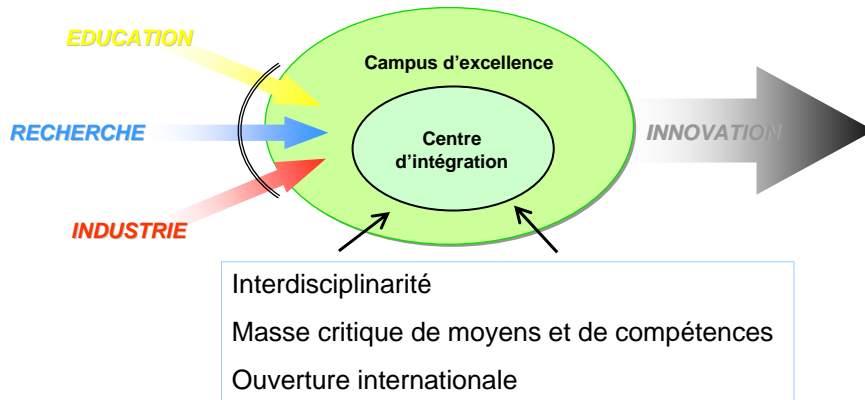 EDUCATION
Campus d'excellence
RECHERCHE
Centre
d'intégration
INNOVATION
INDUSTRIE
Interdisciplinarité
Masse critique de moyens et de compétences
Ouverture internationale